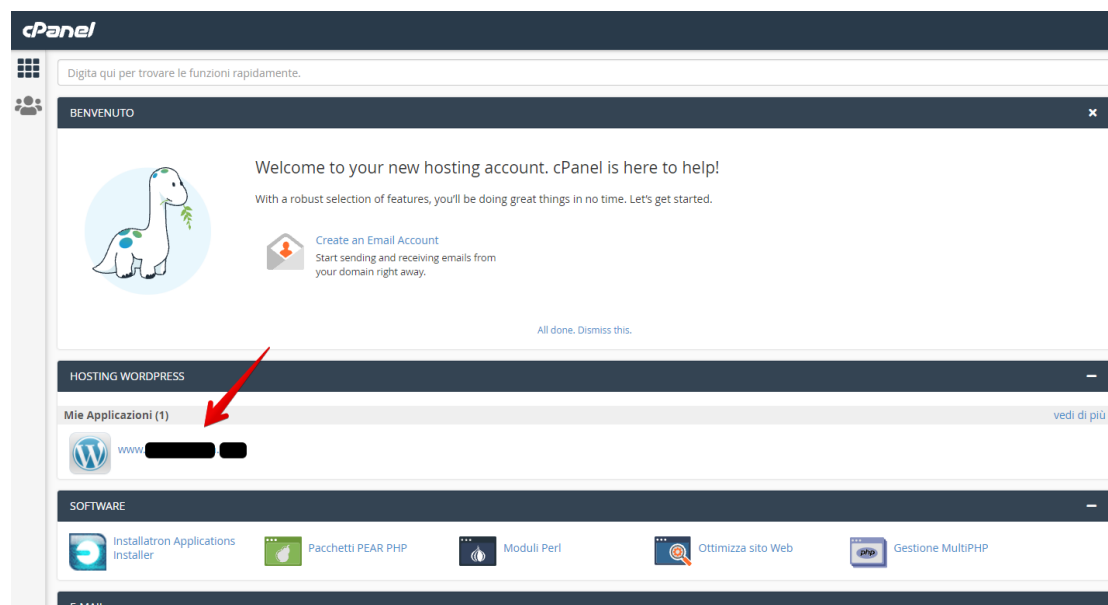 cPanel
Digita qui per trovare le funzioni rapidamente.
BENVENUTO
Welcome to your new hosting account. cPanel is here to help!
With a robust selection of features, you'll be doing great things in no time. Let's get started.
Create an Email Account
Start sending and receiving emails from
your domain right away.
All done. Dismiss this.
HOSTING WORDPRESS
Mie Applicazioni (1)
vedi di più
www.
SOFTWARE
Installatron Applications
Installer
Pacchetti PEAR PHP
Moduli Perl
Ottimizza sito Web
php
Gestione MultiPHP